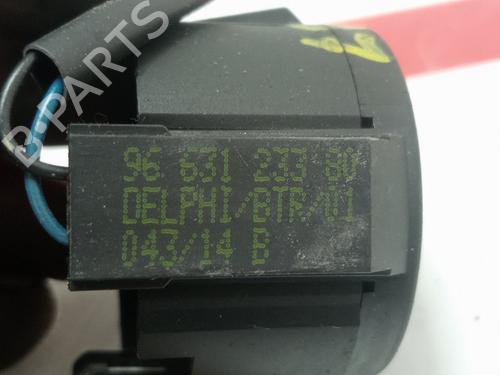 96 631 233 80
DELPHI/BTR/01
043/14 B
B-PARTS